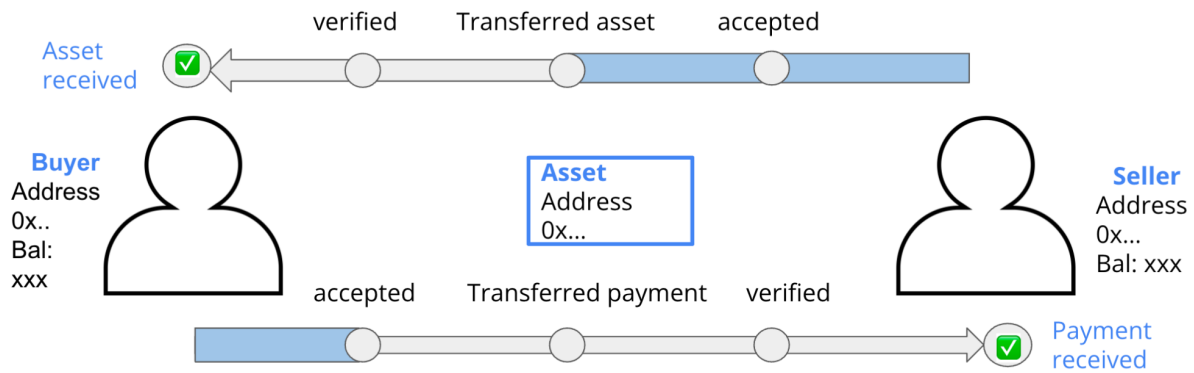 verified
Transferred asset
accepted
Asset
received
Buyer
Address
0x..
Bal:
xxx
Asset
Address
0x...
Seller
Address
0x...
Bal: xxx
accepted
Transferred payment
verified
Payment
received